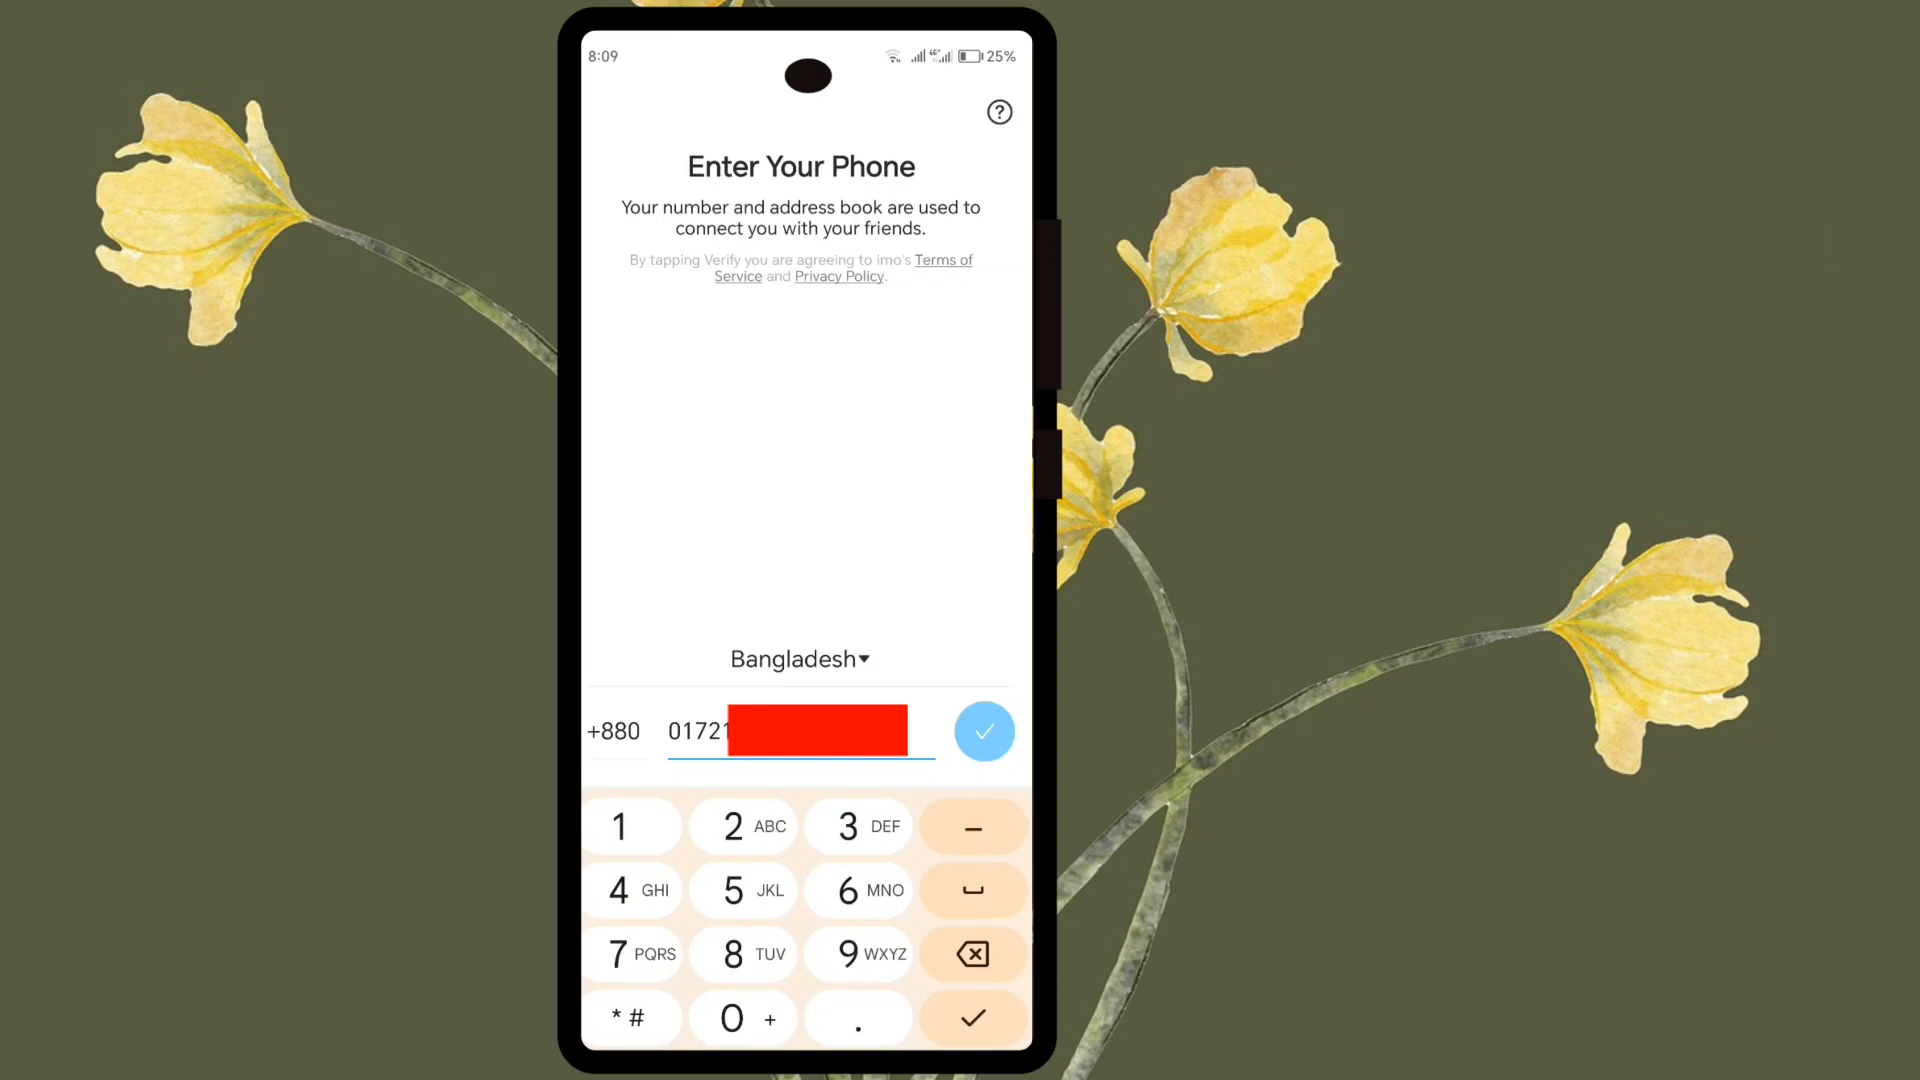 8:09
4G+ 25%
?
Enter Your Phone
Your number and address book are used to
connect you with your friends.
By tapping Verify you are agreeing to imo's Terms of
Service and Privacy Policy.
Bangladesh
+880 01721
1 2 ABC 3 DEF –
4 GHI 5 JKL 6 MNO
7 PQRS 8 TUV 9 WXYZ
* # 0 + .